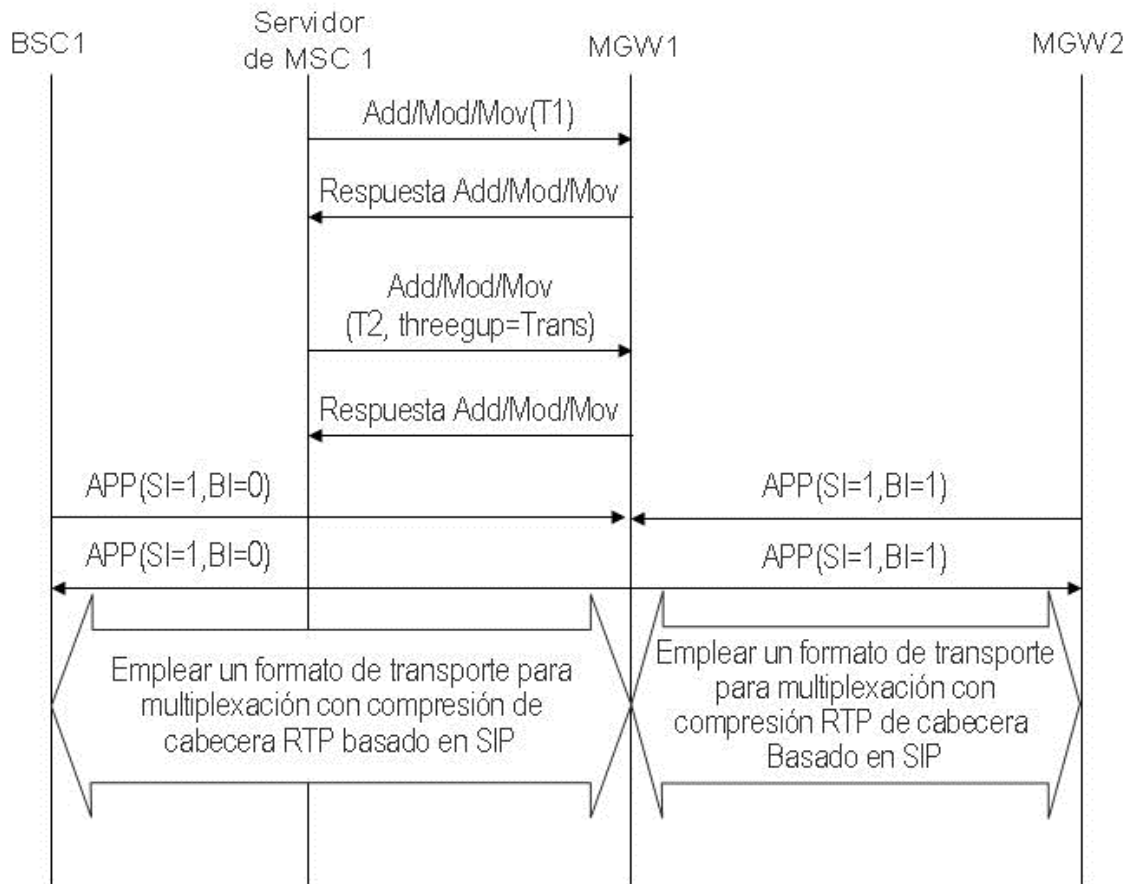 BSC1
Servidor
de MSC 1
MGW1
MGW2
Add/Mod/Mov(T1)
Respuesta Add/Mod/Mov
Add/Mod/Mov
(T2, threegup=Trans)
Respuesta Add/Mod/Mov
APP(SI=1,BI=0)
APP(SI=1,BI=1)
APP(SI=1,BI=0)
APP(SI=1,BI=1)
Emplear un formato de transporte para
multiplexación con compresión de
cabecera RTP basado en SIP
Emplear un formato de transporte
para multiplexación con
compresión RTP de cabecera
Basado en SIP